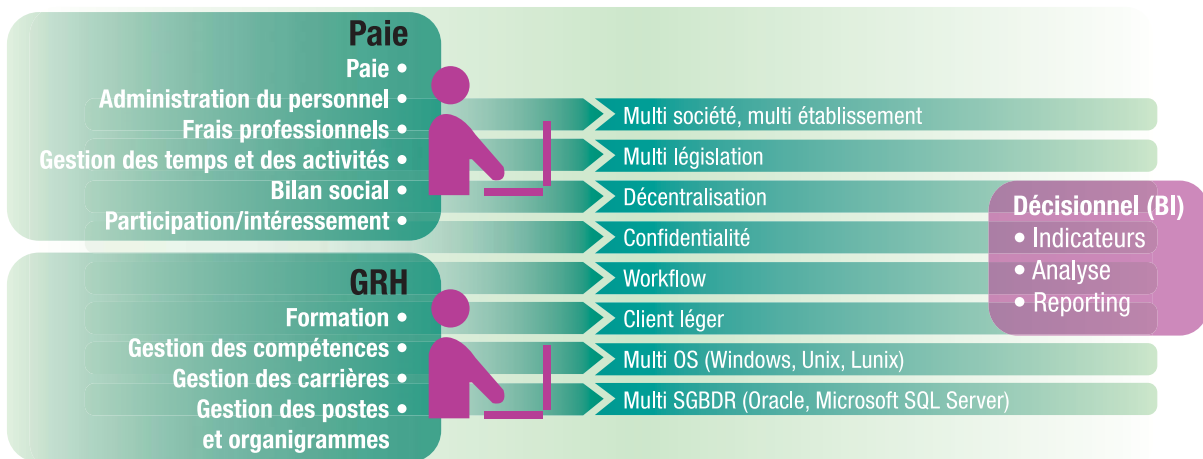 Paie
Paie •
Administration du personnel •
Frais professionnels •
Gestion des temps et des activités •
Bilan social •
Participation/intéressement •
GRH
Formation •
Gestion des compétences •
Gestion des carrières •
Gestion des postes •
et organigrammes
Multi société, multi établissement
Multi législation
Décentralisation
Confidentialité
Workflow
Client léger
Multi OS (Windows, Unix, Lunix)
Multi SGBDR (Oracle, Microsoft SQL Server)
Décisionnel (BI)
• Indicateurs
• Analyse
• Reporting